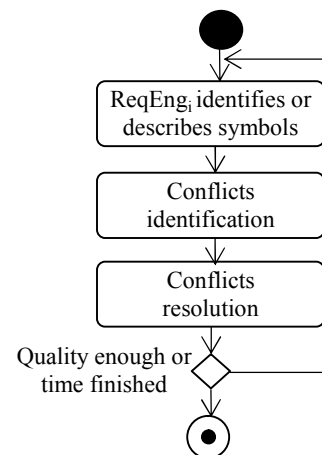 ReqEngi identifies or
describes symbols
Conflicts
identification
Conflicts
resolution
Quality enough or
time finished